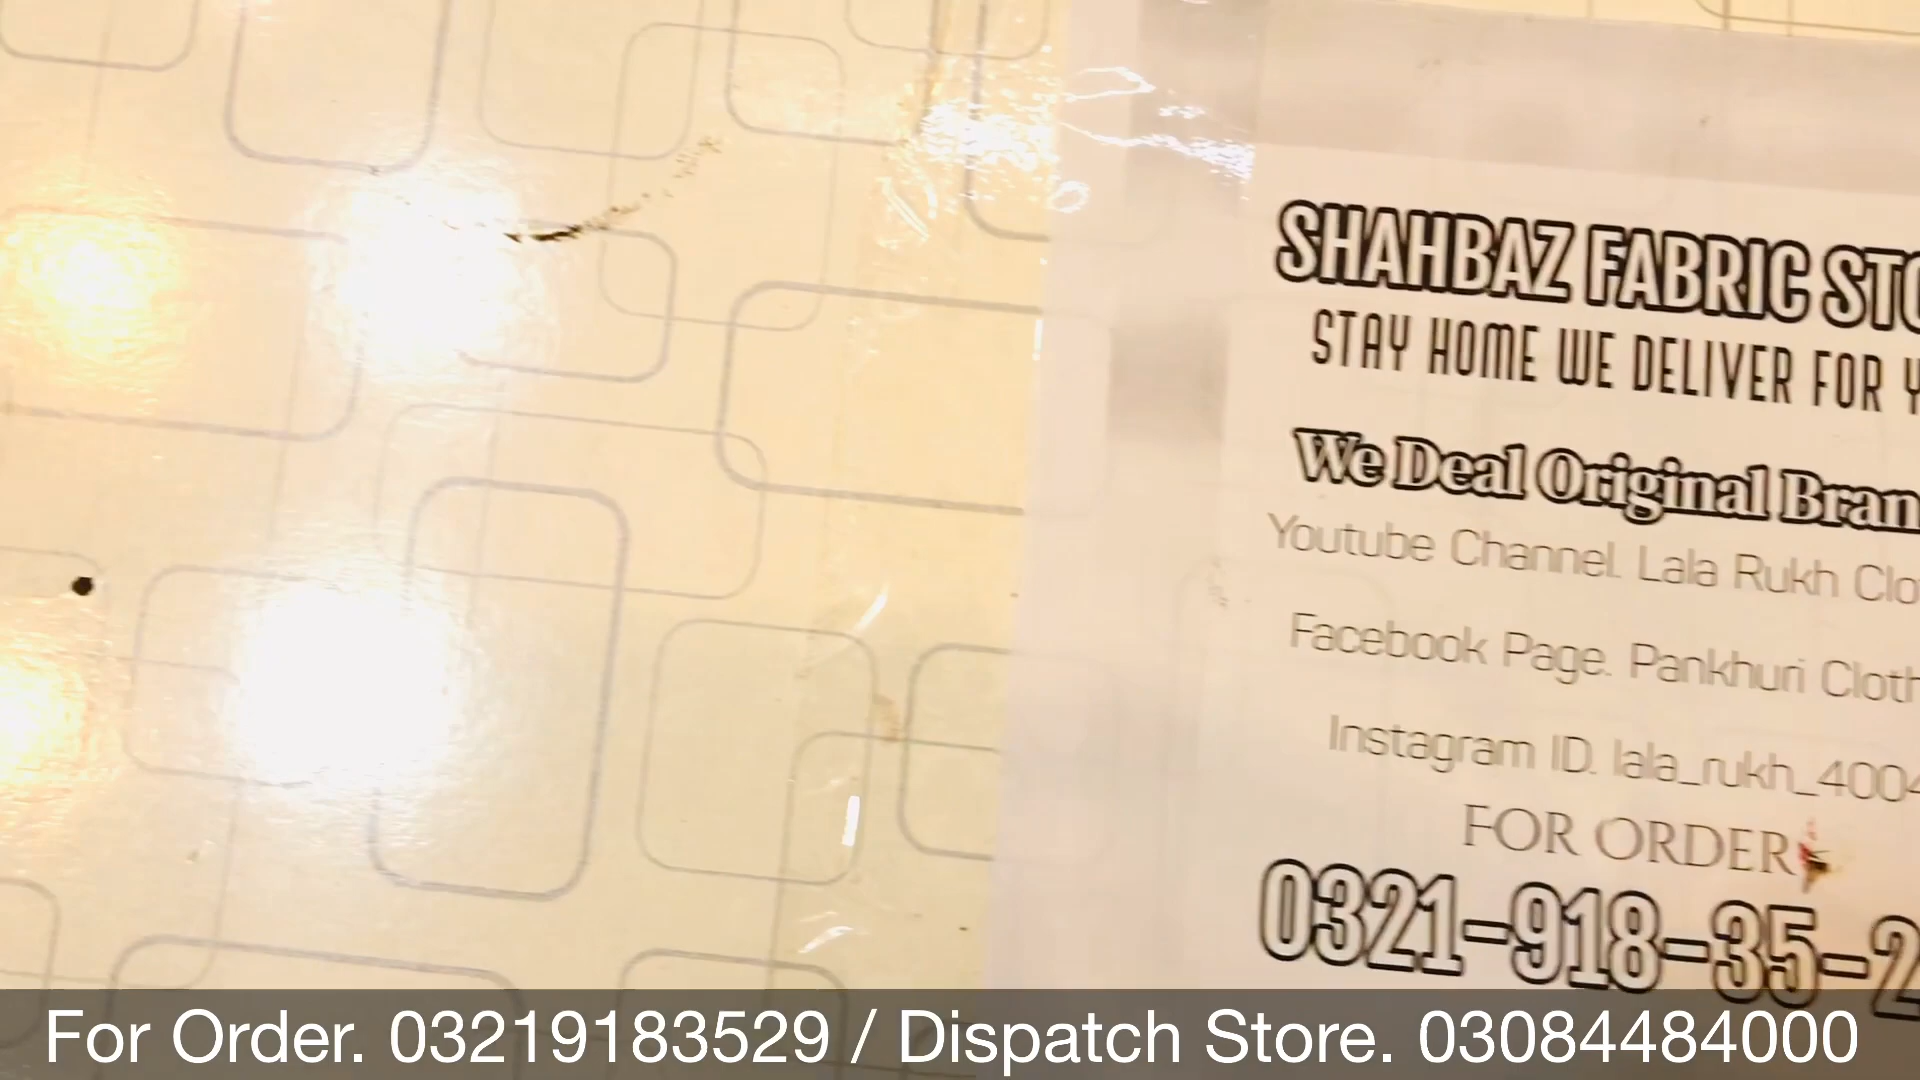 SHAHBAZ FABRIC STO
STAY HOME WE DELIVER FOR Y
We Deal Original Bran
Youtube Channel. Lala Rukh Clo
Facebook Page. Pankhuri Cloth
Instagram ID. lala_rukh_4004
FOR ORDER
0321-918-35-2
For Order. 03219183529 / Dispatch Store. 03084484000